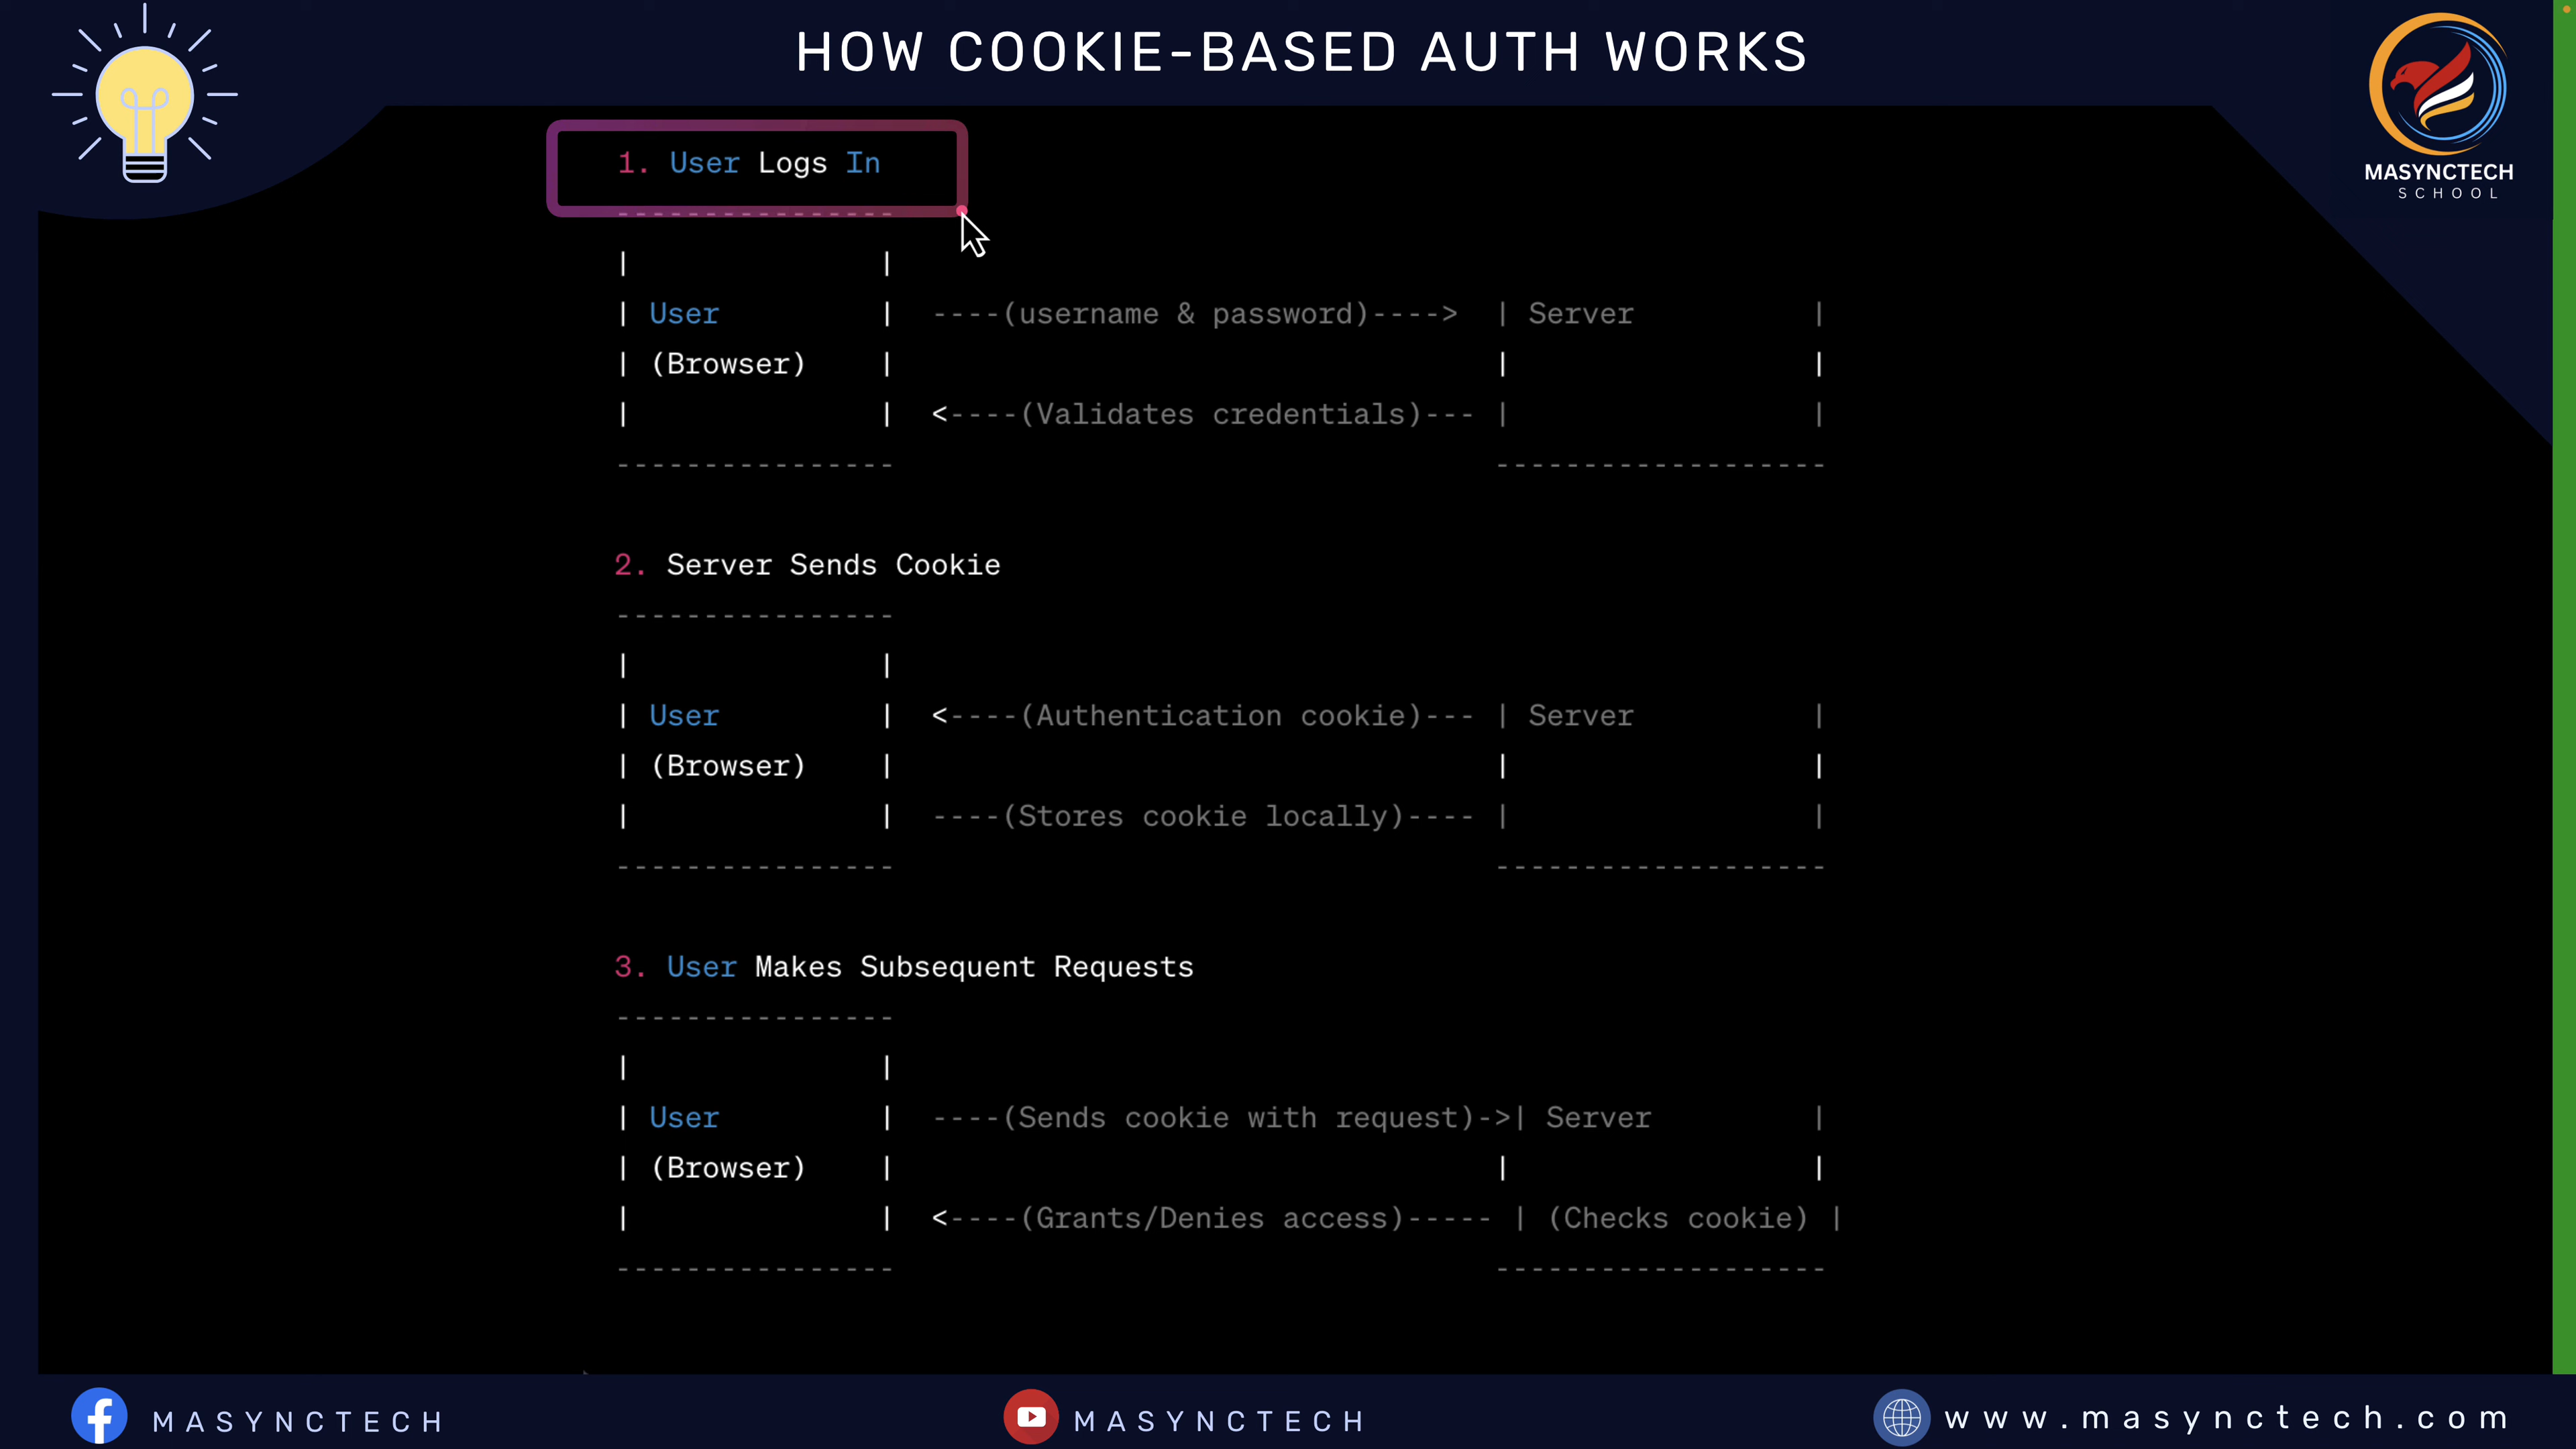 HOW COOKIE-BASED AUTH WORKS
MASYNCTECH
SCHOOL
1. User Logs In
----------------
|               |
| User          |  ----(username & password)---->  | Server          |
| (Browser)     |                                  |                 |
|               |  <----(Validates credentials)--- |                 |
----------------                                   -------------------
2. Server Sends Cookie
----------------
|               |
| User          |  <----(Authentication cookie)--- | Server          |
| (Browser)     |                                  |                 |
|               |  ----(Stores cookie locally)---- |                 |
----------------                                   -------------------
3. User Makes Subsequent Requests
----------------
|               |
| User          |  ----(Sends cookie with request)->| Server         |
| (Browser)     |                                  |                 |
|               |  <----(Grants/Denies access)----- | (Checks cookie) |
----------------                                   -------------------
MASYNCTECH
MASYNCTECH
www.masynctech.com